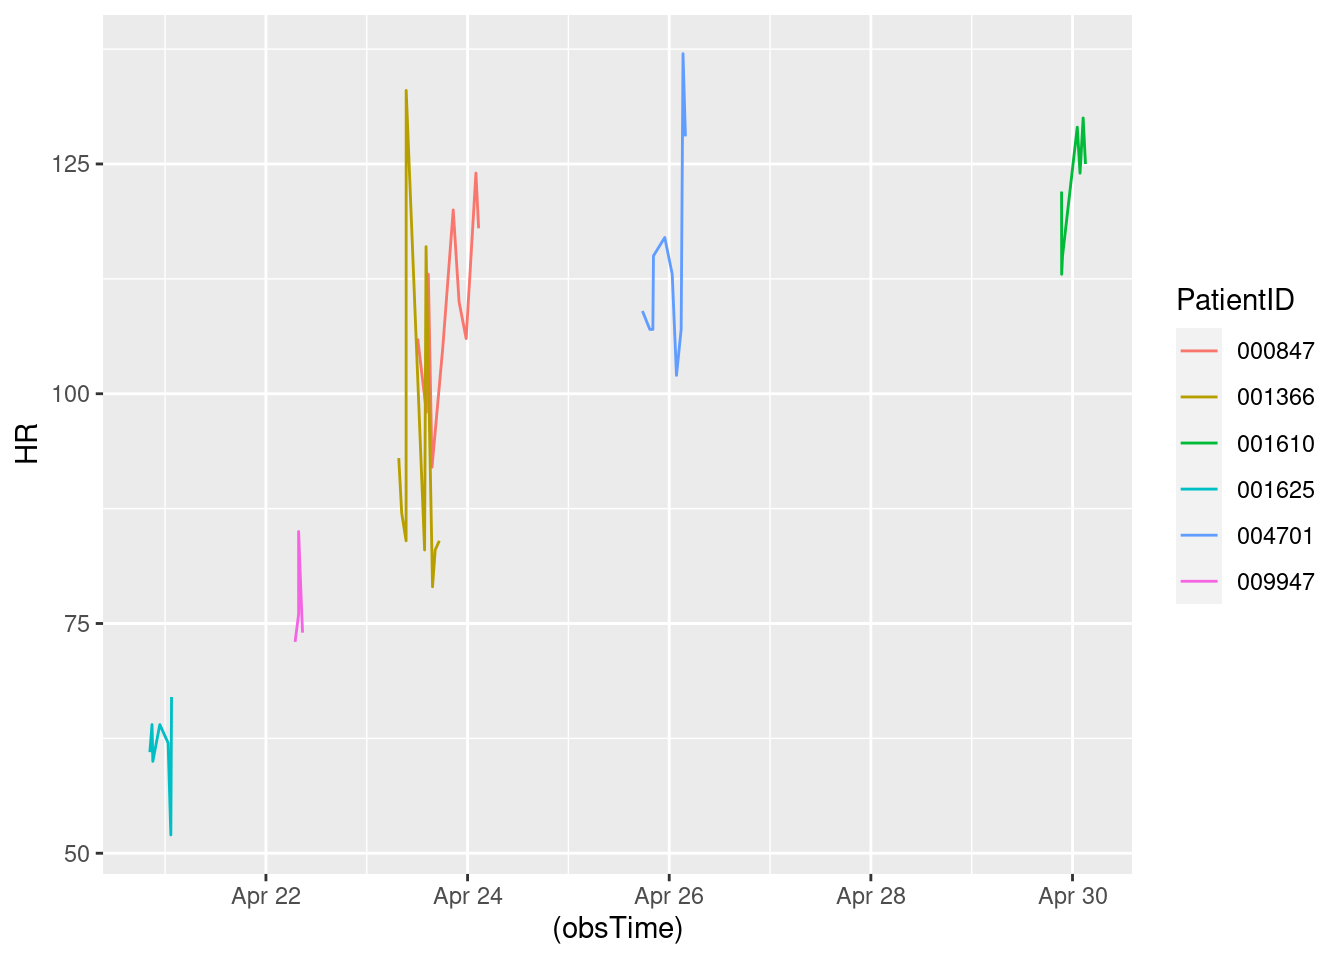 HR
125
100
75
50
Apr 22
Apr 24
Apr 26
Apr 28
Apr 30
(obsTime)
PatientID
000847
001366
001610
001625
004701
009947